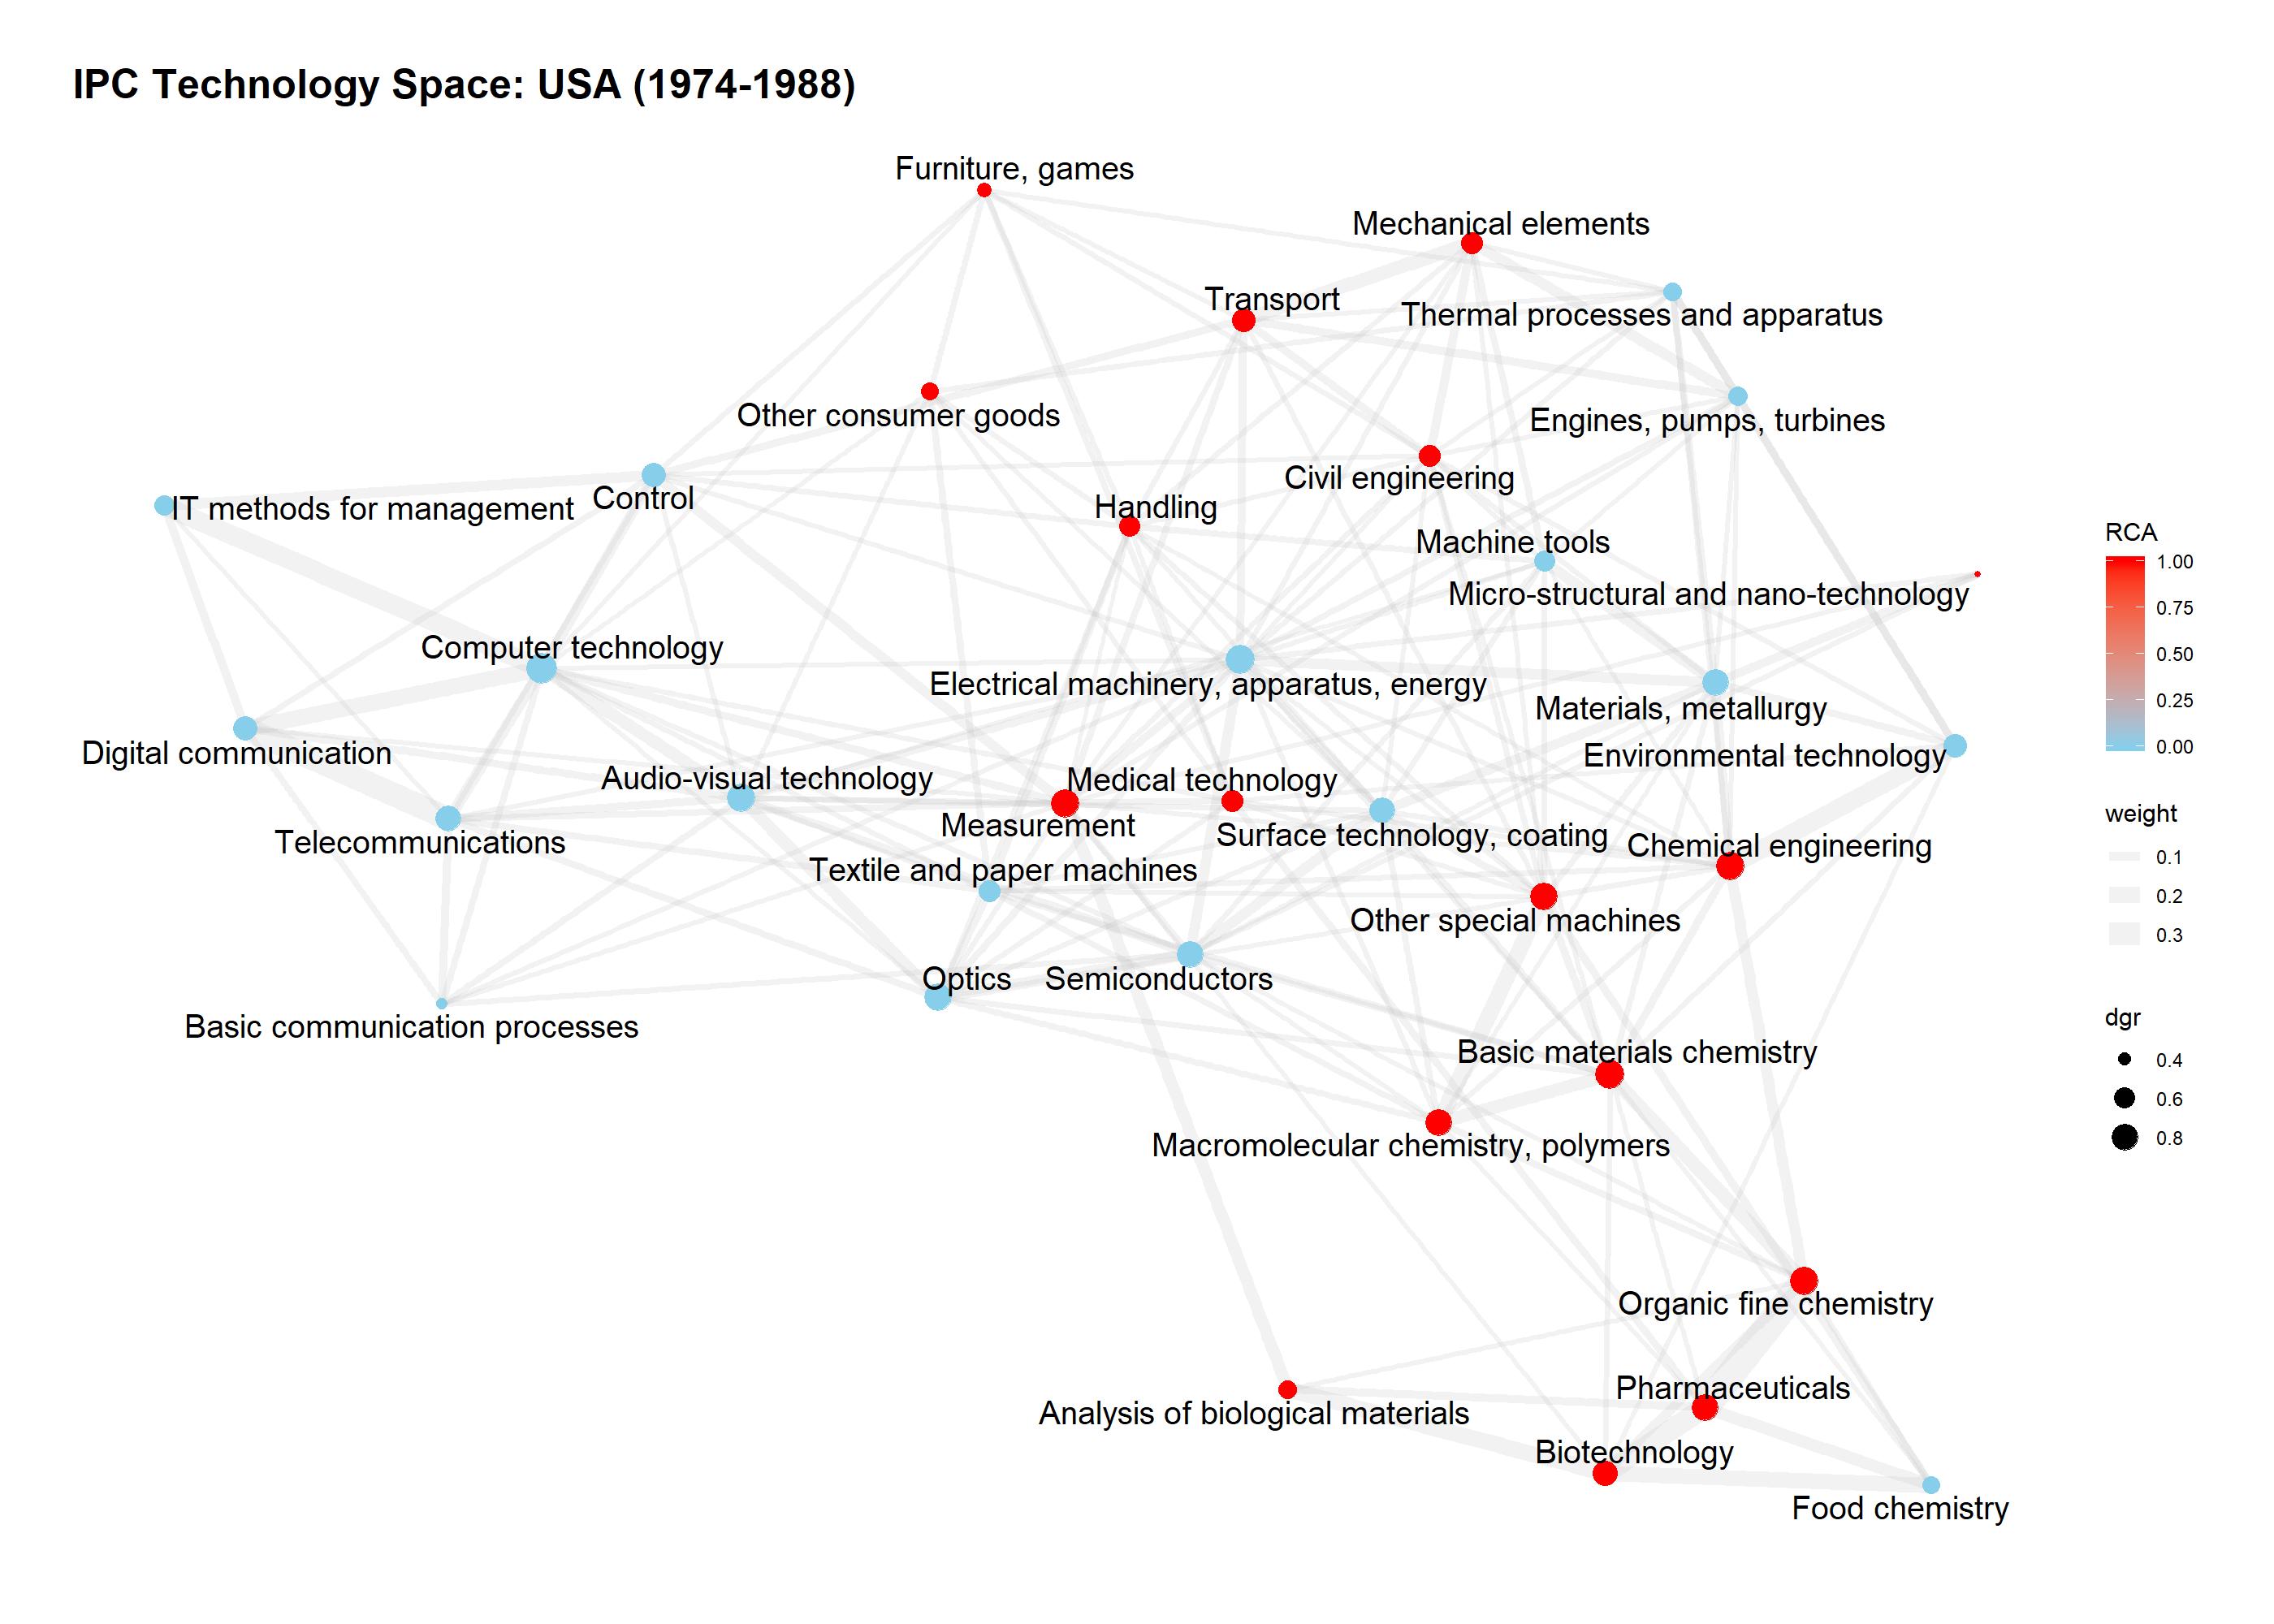 IPC Technology Space: USA (1974-1988)
Furniture, games
Mechanical elements
Transport
Thermal processes and apparatus
Other consumer goods
Engines, pumps, turbines
Civil engineering
Control
IT methods for management
Handling
Machine tools
Micro-structural and nano-technology
Computer technology
Electrical machinery, apparatus, energy
Materials, metallurgy
Digital communication
Environmental technology
Audio-visual technology
Medical technology
Measurement
Surface technology, coating
Telecommunications
Chemical engineering
Textile and paper machines
Other special machines
Optics
Semiconductors
Basic communication processes
Basic materials chemistry
Macromolecular chemistry, polymers
Organic fine chemistry
Pharmaceuticals
Analysis of biological materials
Biotechnology
Food chemistry
RCA
1.00
0.75
0.50
0.25
0.00
weight
0.1
0.2
0.3
dgr
0.4
0.6
0.8